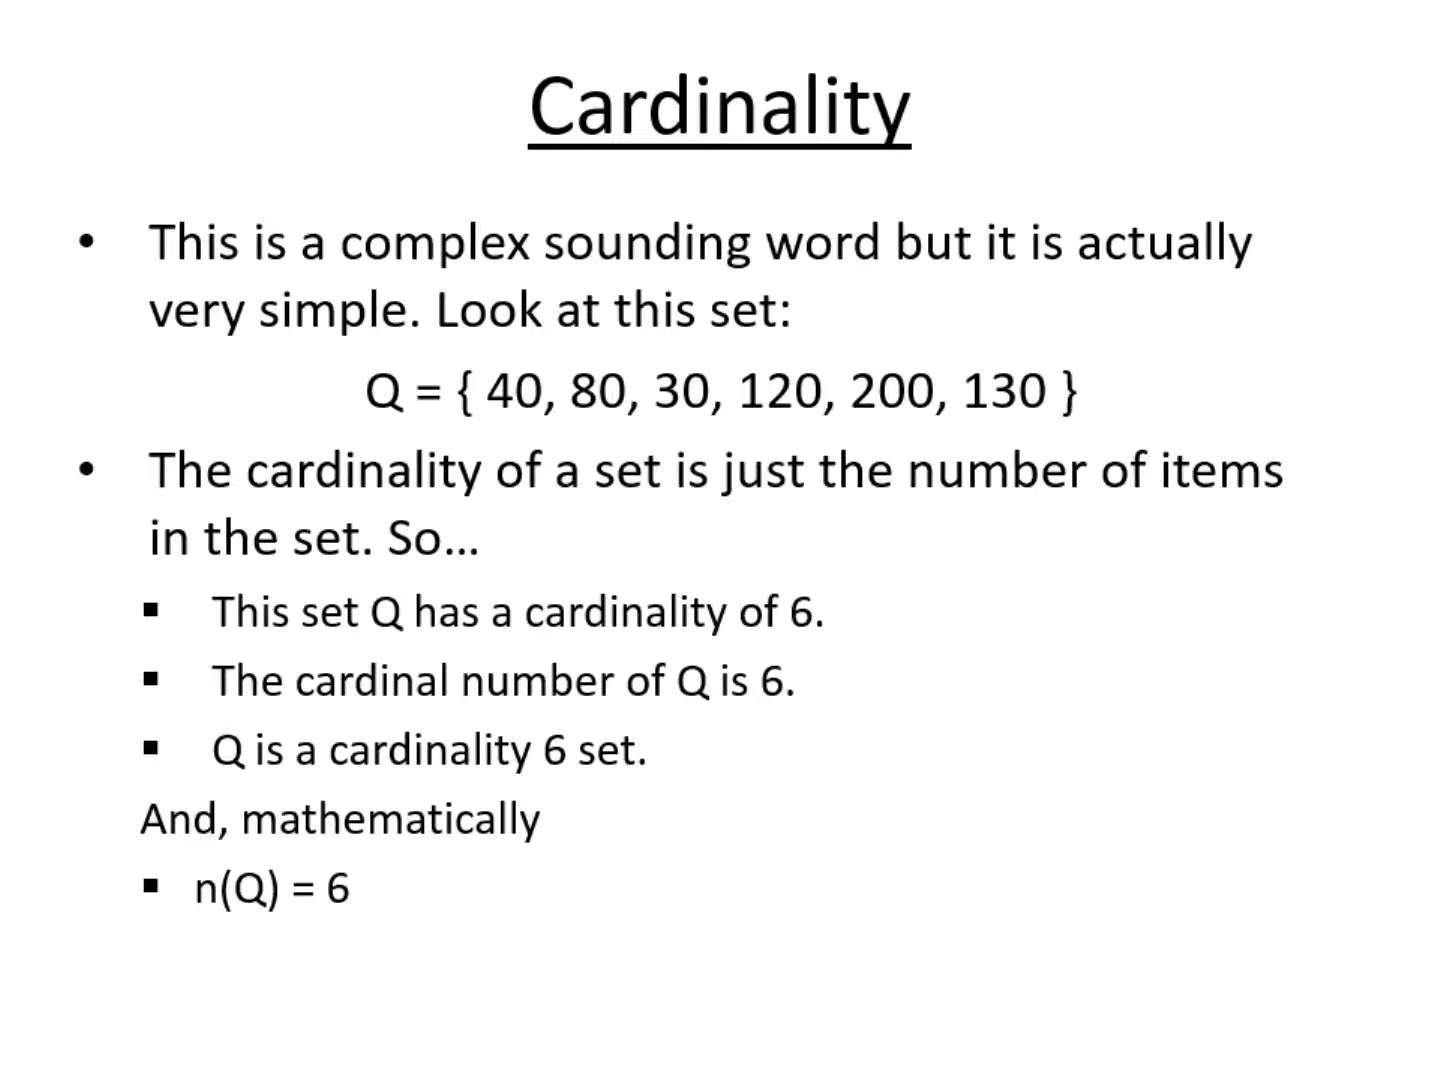 Cardinality
• This is a complex sounding word but it is actually
very simple. Look at this set:
Q = { 40, 80, 30, 120, 200, 130 }
• The cardinality of a set is just the number of items
in the set. So…
▪ This set Q has a cardinality of 6.
▪ The cardinal number of Q is 6.
▪ Q is a cardinality 6 set.
And, mathematically
▪ n(Q) = 6